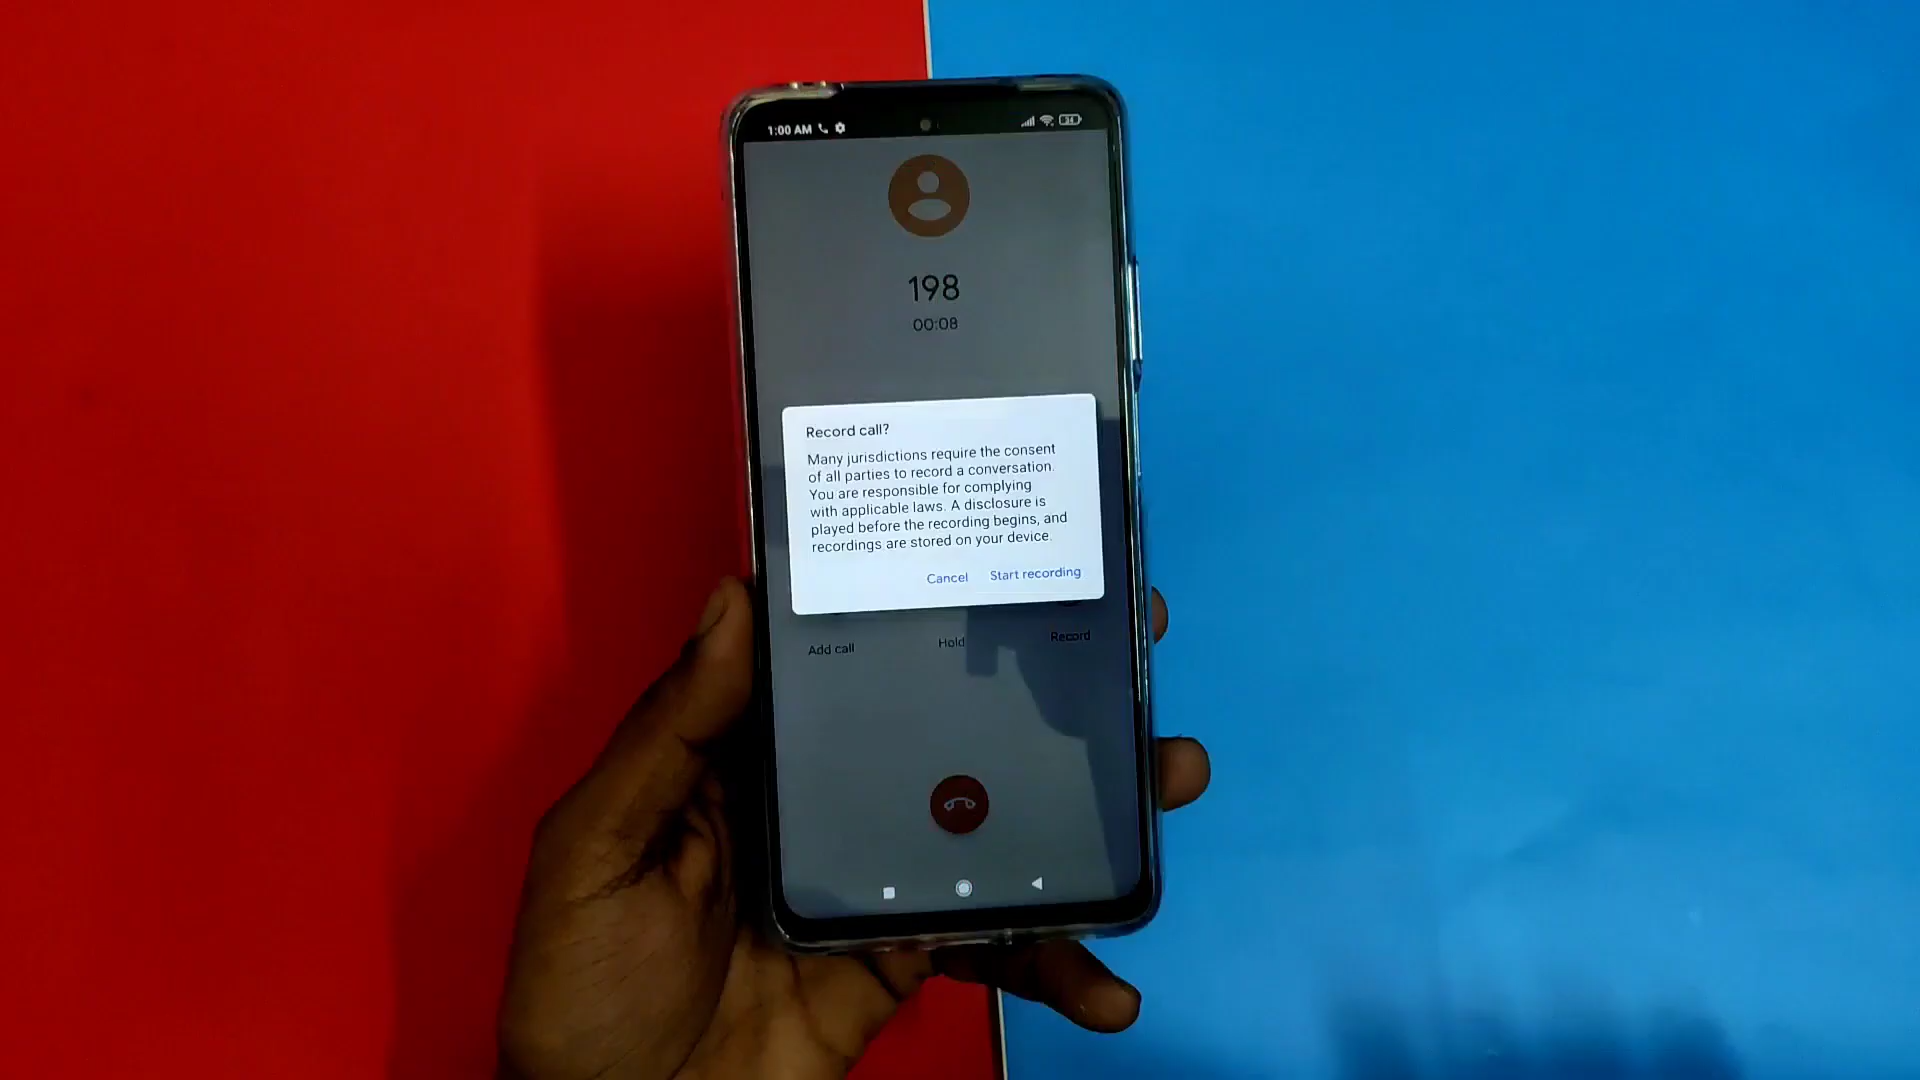 1:00 AM
34
198
00:08
Record call?
Many jurisdictions require the consent
of all parties to record a conversation.
You are responsible for complying
with applicable laws. A disclosure is
played before the recording begins, and
recordings are stored on your device.
Cancel Start recording
Add call Hold Record